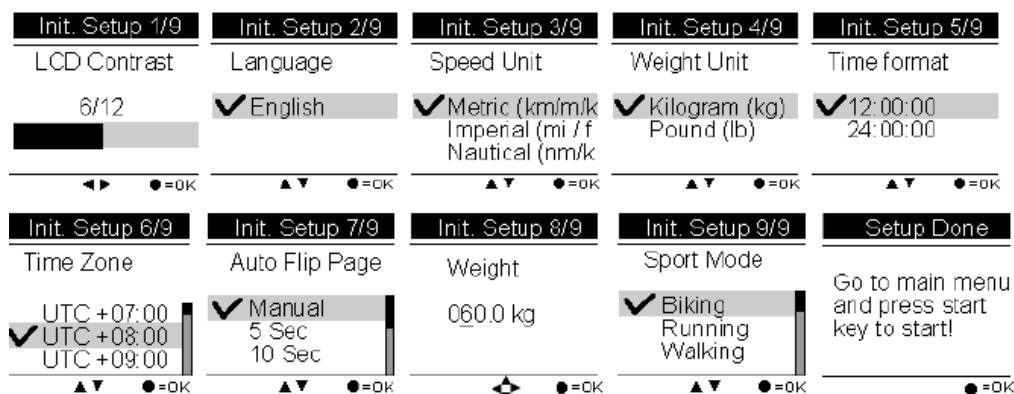 Init. Setup 1/9
LCD Contrast
6/12
◄► ●=OK
Init. Setup 2/9
Language
✔English
▲▼ ●=OK
Init. Setup 3/9
Speed Unit
✔Metric (km/m/k
Imperial (mi / f
Nautical (nm/k
▲▼ ●=OK
Init. Setup 4/9
Weight Unit
✔Kilogram (kg)
Pound (lb)
▲▼ ●=OK
Init. Setup 5/9
Time format
✔12:00:00
24:00:00
▲▼ ●=OK
Init. Setup 6/9
Time Zone
UTC +07:00
✔UTC +08:00
UTC +09:00
▲▼ ●=OK
Init. Setup 7/9
Auto Flip Page
✔Manual
5 Sec
10 Sec
▲▼ ●=OK
Init. Setup 8/9
Weight
060.0 kg
●=OK
Init. Setup 9/9
Sport Mode
✔Biking
Running
Walking
▲▼ ●=OK
Setup Done
Go to main menu
and press start
key to start!
●=OK